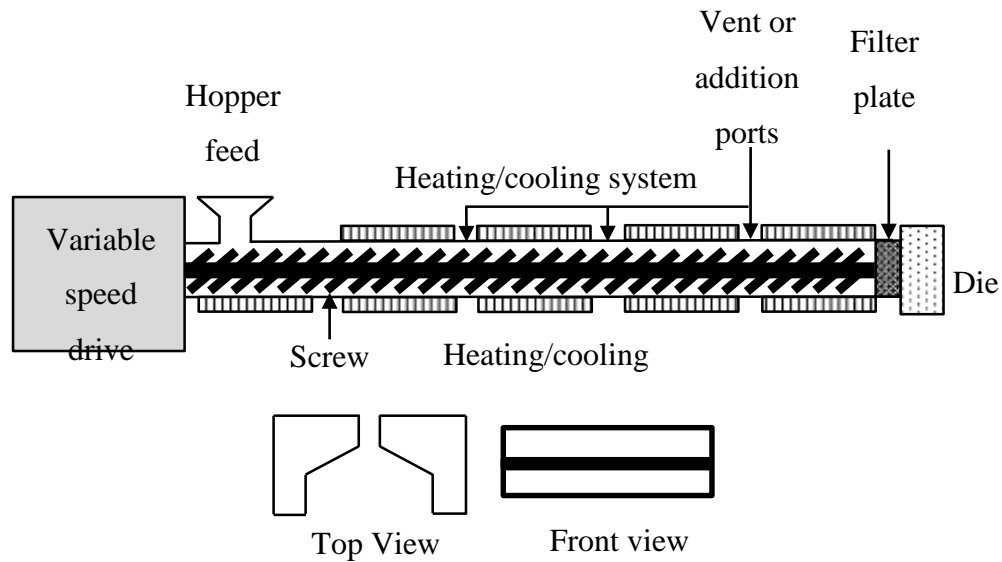 Vent or
addition
ports
Filter
plate
Hopper
feed
Heating/cooling system
Variable
speed
drive
Die
Screw
Heating/cooling
Top View
Front view